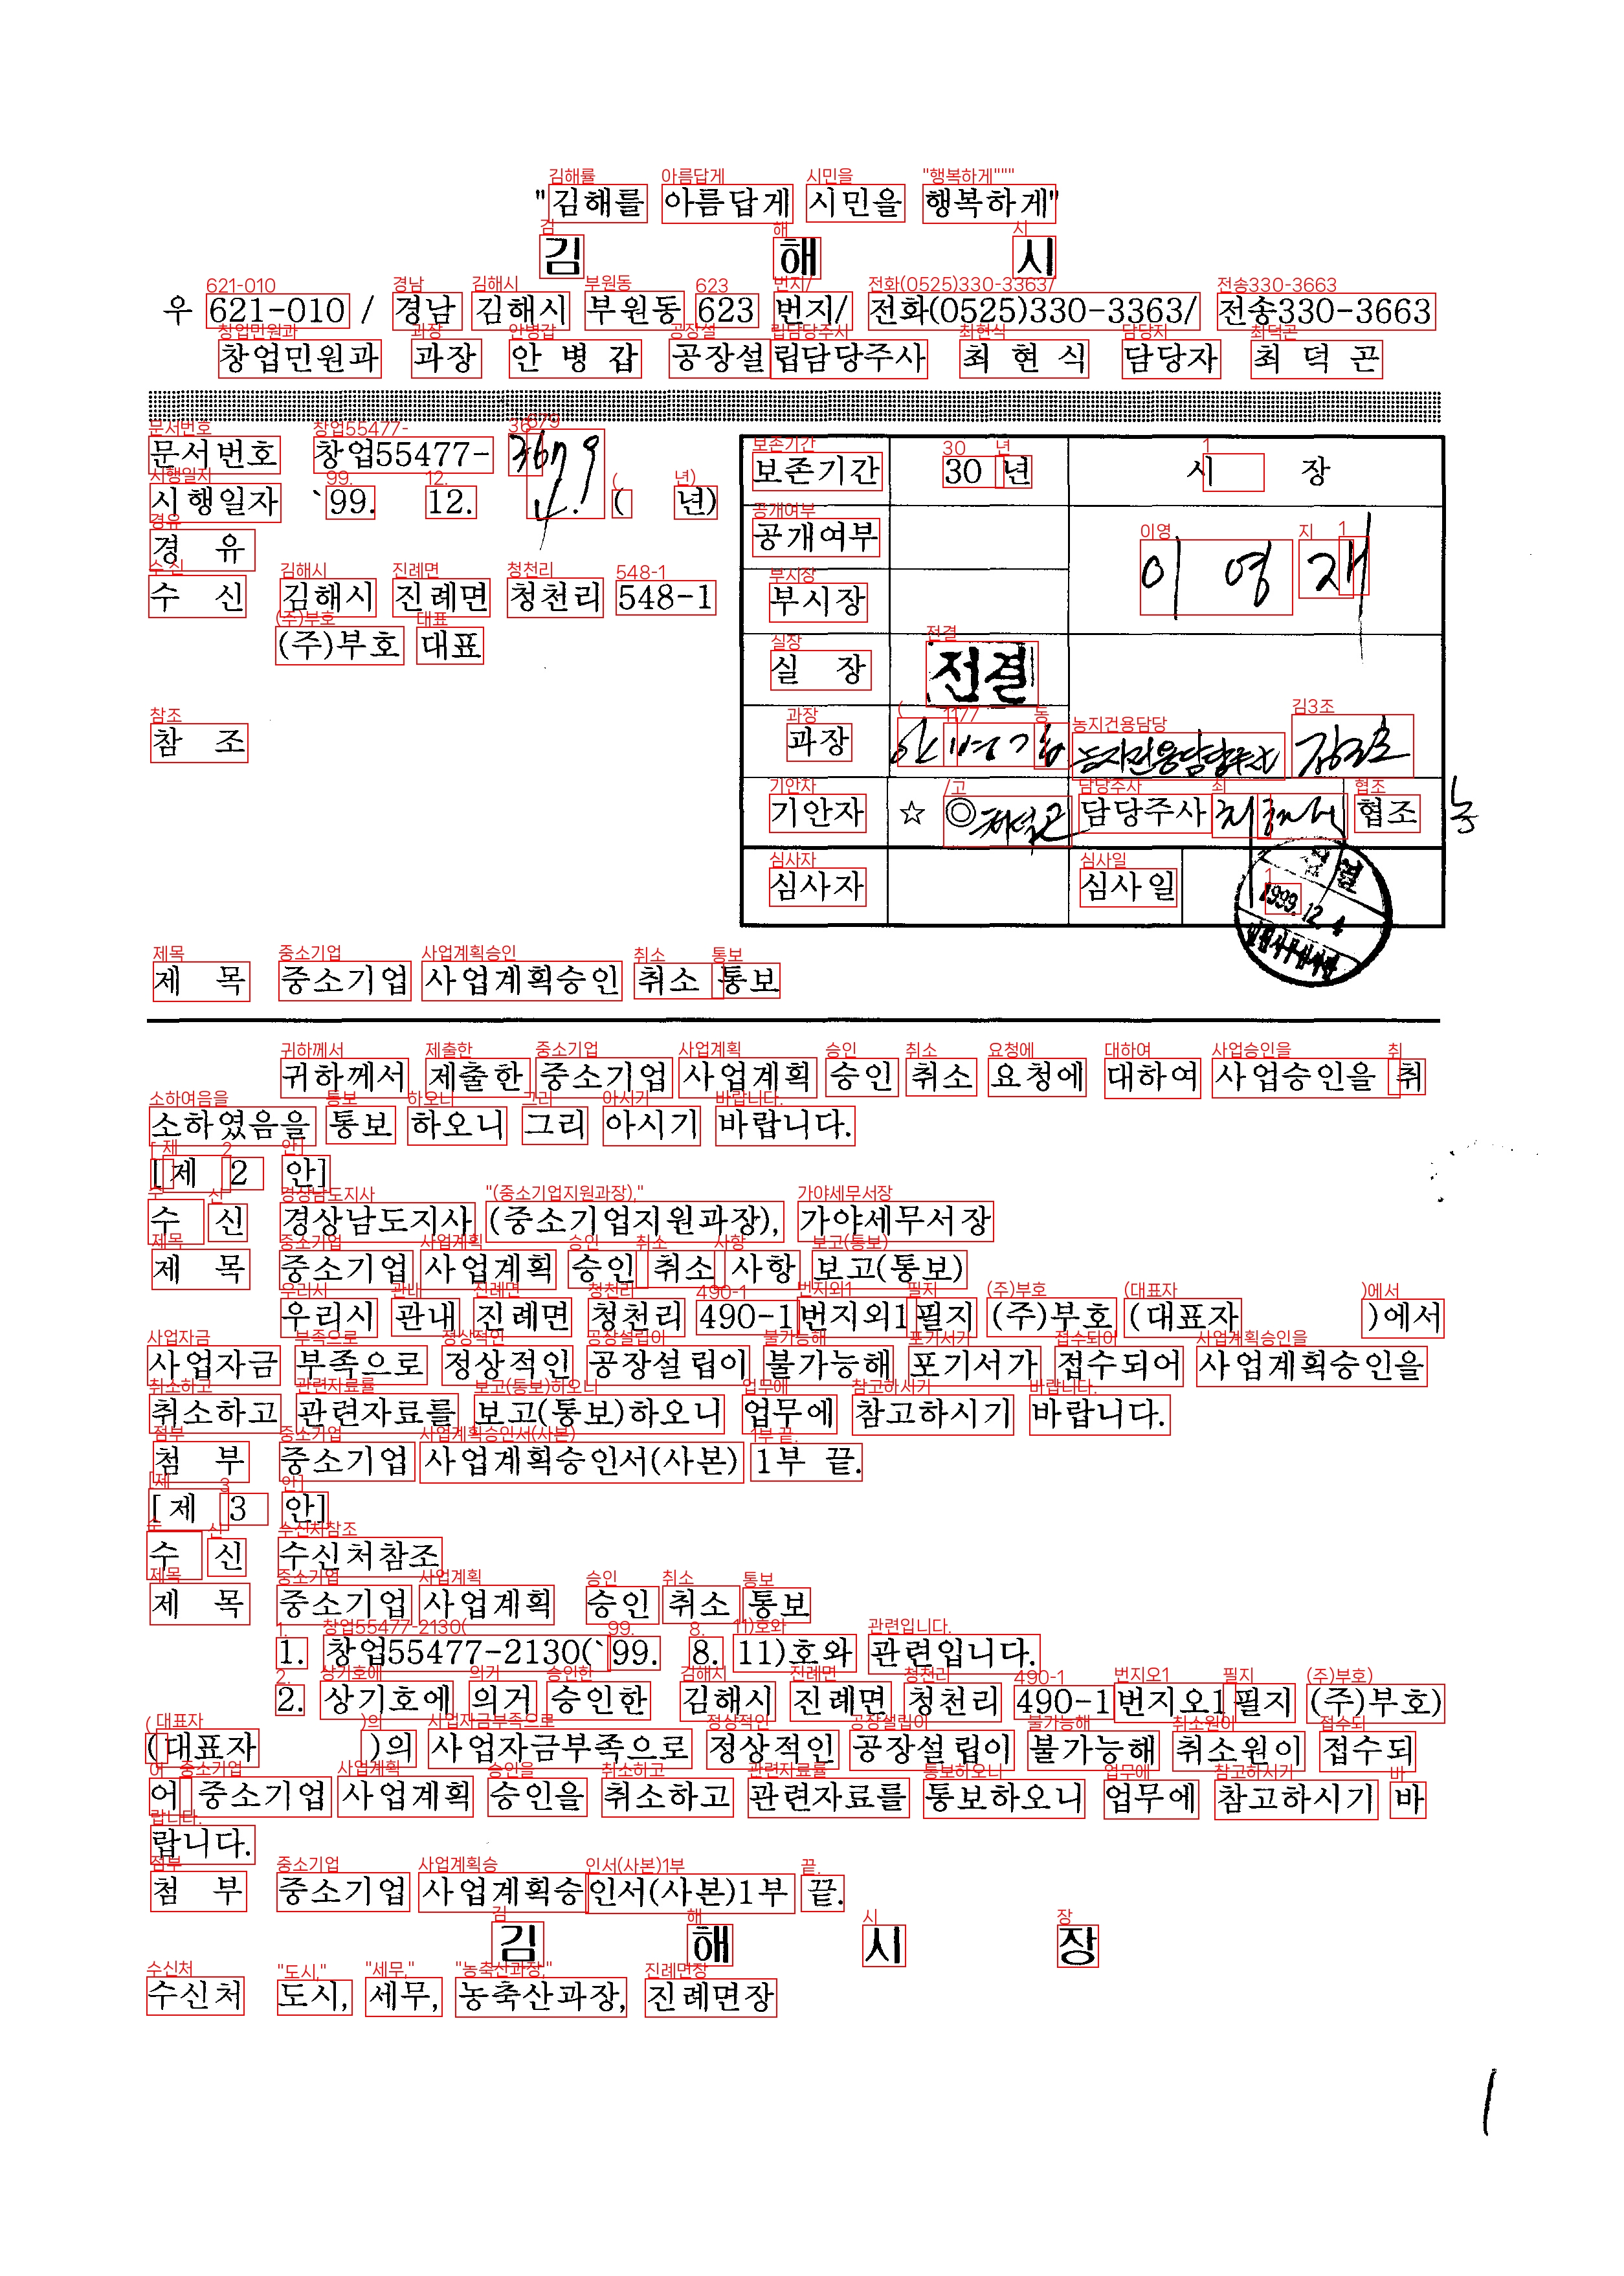 "김해를 아름답게 시민을 행복하게"
김 해 시
우 621-010 / 경남 김해시 부원동 623 번지/ 전화(0525)330-3363/ 전송330-3663
창업민원과 과장 안 병 갑 공장설립담당주사 최 현 식 담당자 최 덕 곤
문서번호 창업55477-3679
시행일자 `99. 12. . ( 년)
경 유
수 신 김해시 진례면 청천리 548-1
(주)부호 대표
참 조
보존기간 30 년 시 장
공개여부
이 영 재
부시장
실 장 전결
과장
기안자 ☆ ◎ 담당주사 협조
심사자 심사일
1999. 12. 4
제 목 중소기업 사업계획승인 취소 통보
귀하께서 제출한 중소기업 사업계획 승인 취소 요청에 대하여 사업승인을 취
소하였음을 통보 하오니 그리 아시기 바랍니다.
[제 2 안]
수 신 경상남도지사 (중소기업지원과장), 가야세무서장
제 목 중소기업 사업계획 승인 취소 사항 보고(통보)
우리시 관내 진례면 청천리 490-1번지외1필지 (주)부호 (대표자 )에서
사업자금 부족으로 정상적인 공장설립이 불가능해 포기서가 접수되어 사업계획승인을
취소하고 관련자료를 보고(통보)하오니 업무에 참고하시기 바랍니다.
첨 부 중소기업 사업계획승인서(사본) 1부 끝.
[제 3 안]
수 신 수신처참조
제 목 중소기업 사업계획 승인 취소 통보
1. 창업55477-2130(`99. 8. 11)호와 관련입니다.
2. 상기호에 의거 승인한 김해시 진례면 청천리 490-1번지오1필지 (주)부호)
(대표자 )의 사업자금부족으로 정상적인 공장설립이 불가능해 취소원이 접수되
어 중소기업 사업계획 승인을 취소하고 관련자료를 통보하오니 업무에 참고하시기 바
랍니다.
첨 부 중소기업 사업계획승인서(사본)1부 끝.
김 해 시 장
수신처 도시, 세무, 농축산과장, 진례면장